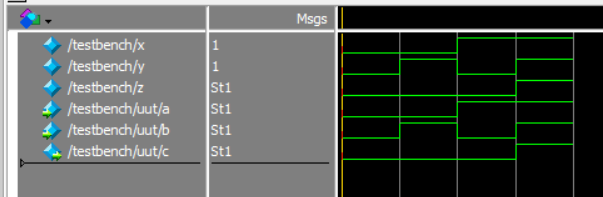 Msgs
/testbench/x 1
/testbench/y 1
/testbench/z St1
/testbench/uut/a St1
/testbench/uut/b St1
/testbench/uut/c St1